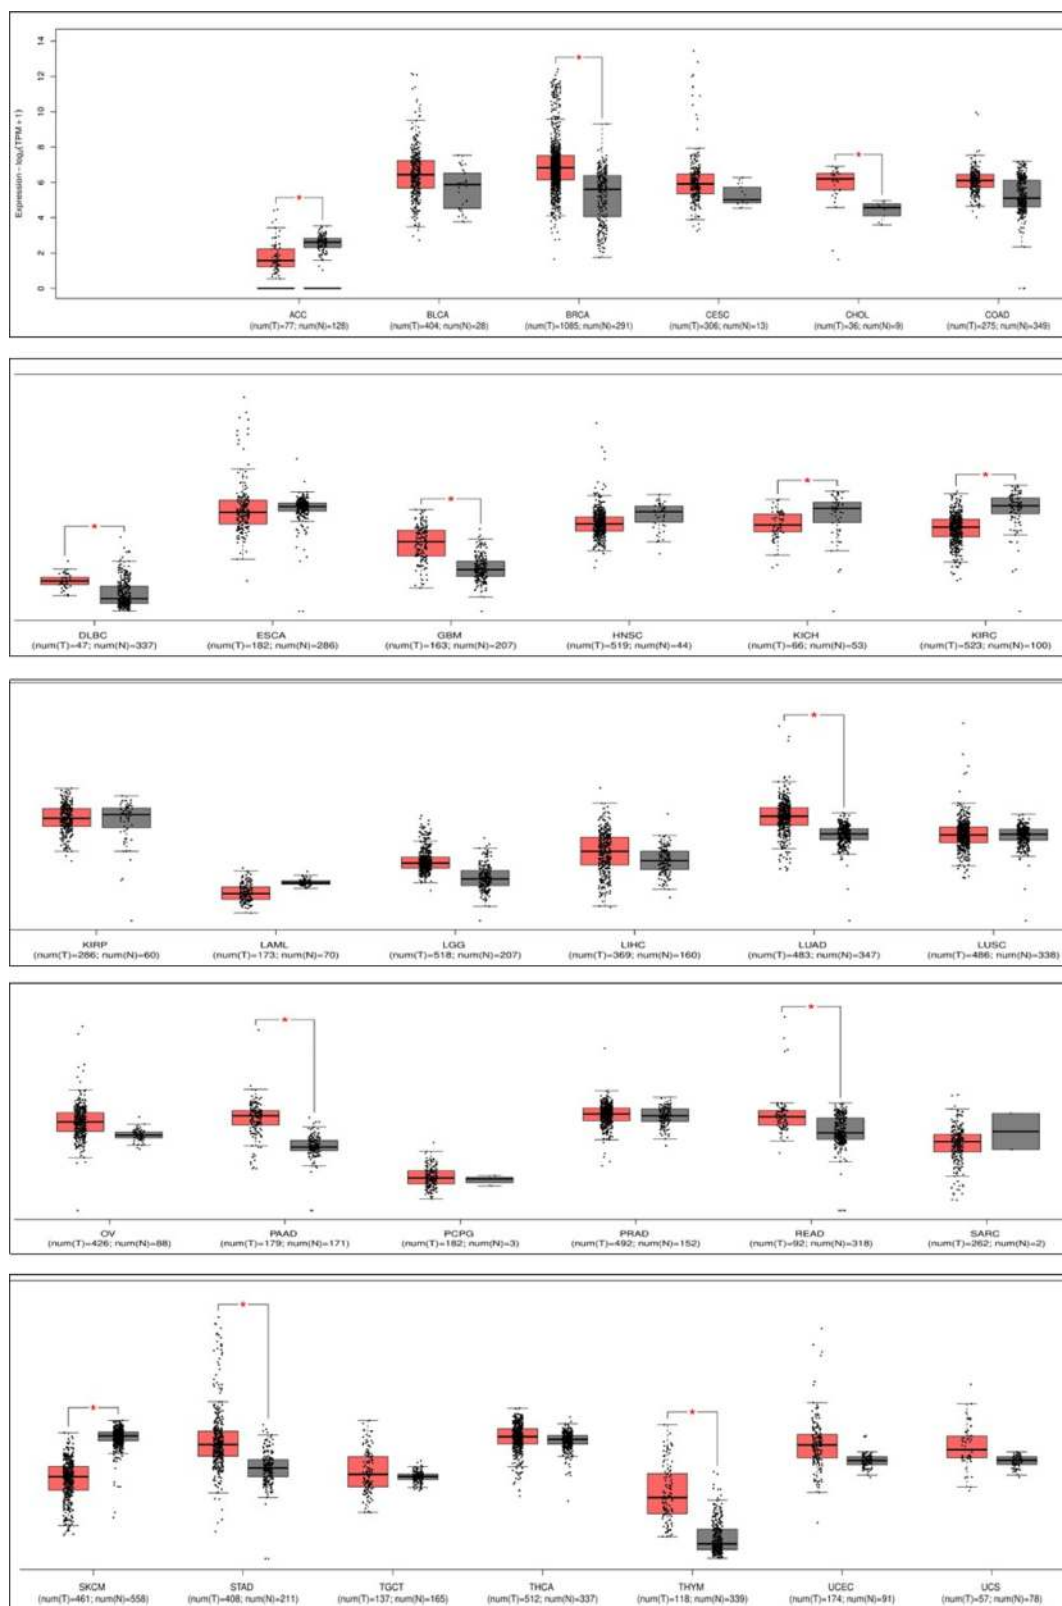 14
12
10
8
6
4
2
0
Expression − log₂(TPM + 1)
* * *
ACC BLCA BRCA CESC CHOL COAD
(num(T)=77; num(N)=128) (num(T)=404; num(N)=28) (num(T)=1085; num(N)=291) (num(T)=306; num(N)=13) (num(T)=36; num(N)=9) (num(T)=275; num(N)=349)
* * * *
DLBC ESCA GBM HNSC KICH KIRC
(num(T)=47; num(N)=337) (num(T)=182; num(N)=286) (num(T)=163; num(N)=207) (num(T)=519; num(N)=44) (num(T)=66; num(N)=53) (num(T)=523; num(N)=100)
*
KIRP LAML LGG LIHC LUAD LUSC
(num(T)=286; num(N)=60) (num(T)=173; num(N)=70) (num(T)=518; num(N)=207) (num(T)=369; num(N)=160) (num(T)=483; num(N)=347) (num(T)=486; num(N)=338)
* *
OV PAAD PCPG PRAD READ SARC
(num(T)=426; num(N)=88) (num(T)=179; num(N)=171) (num(T)=182; num(N)=3) (num(T)=492; num(N)=152) (num(T)=92; num(N)=318) (num(T)=262; num(N)=2)
* * *
SKCM STAD TGCT THCA THYM UCEC UCS
(num(T)=461; num(N)=558) (num(T)=408; num(N)=211) (num(T)=137; num(N)=165) (num(T)=512; num(N)=337) (num(T)=118; num(N)=339) (num(T)=174; num(N)=91) (num(T)=57; num(N)=78)